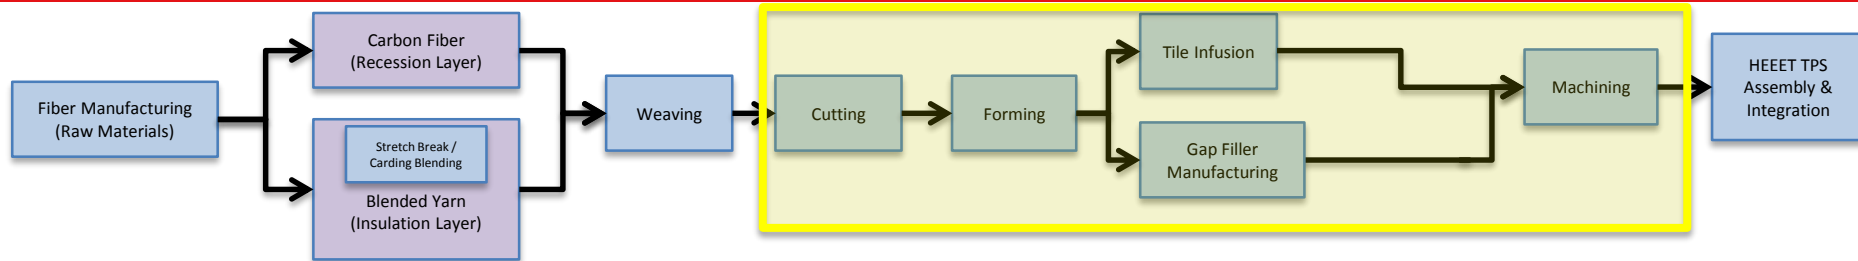 Fiber Manufacturing
(Raw Materials)
Carbon Fiber
(Recession Layer)
Stretch Break /
Carding Blending
Blended Yarn
(Insulation Layer)
Weaving
Cutting
Forming
Tile Infusion
Gap Filler
Manufacturing
Machining
HEEET TPS
Assembly &
Integration